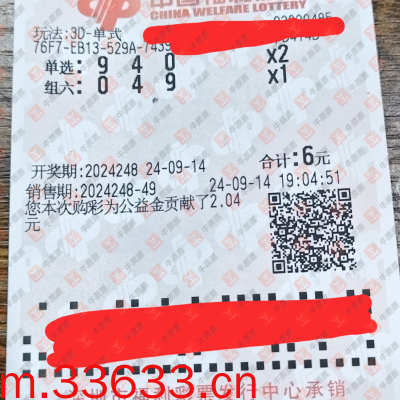 CHINA WELFARE LOTTERY
玩法:3D-单式
76F7-EB13-529A-7439
单选: 9 4 0 x2
组六: 0 4 9 x1
开奖期:2024248 24-09-14 合计:6元
销售期:2024248-49 24-09-14 19:04:51
您本次购彩为公益金贡献了2.04
元
行中心承销
m.33633.cn